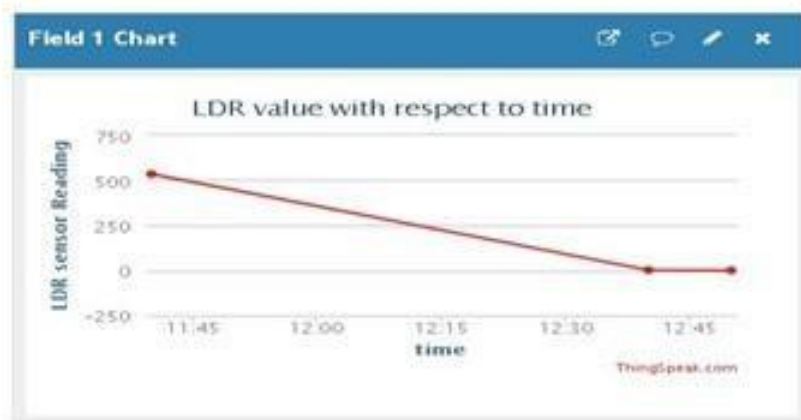 Field 1 Chart
LDR value with respect to time
LDR sensor Reading
750
500
250
0
-250
11:45
12:00
12:15
12:30
12:45
time
ThingSpeak.com